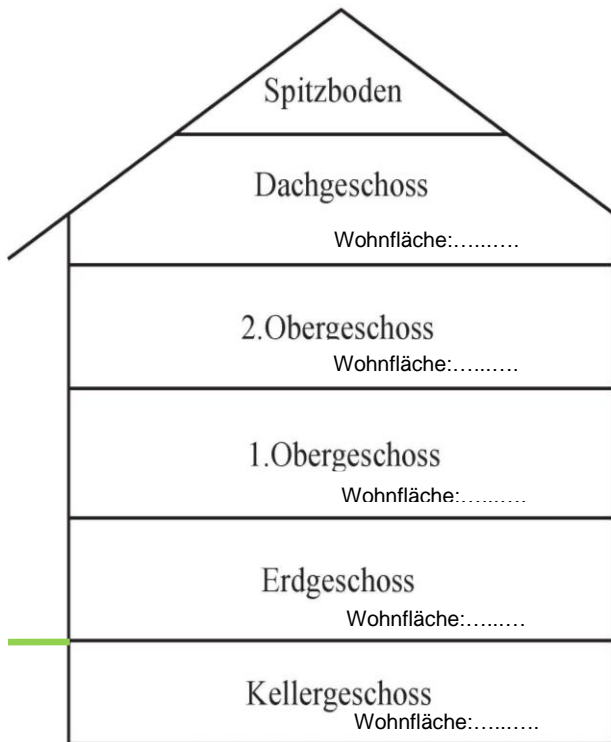 Spitzboden
Dachgeschoss
Wohnfläche:…..….
2.Obergeschoss
Wohnfläche:…..….
1.Obergeschoss
Wohnfläche:…..….
Erdgeschoss
Wohnfläche:…..…
Kellergeschoss
Wohnfläche:…..….